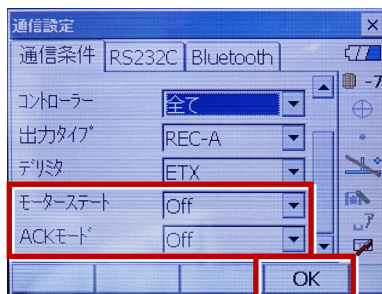 通信設定
通信条件 RS232C Bluetooth
-7
コントローラー 全て
出力タイプ REC-A
デリミタ ETX
モーターステート Off
ACKモード Off
OK